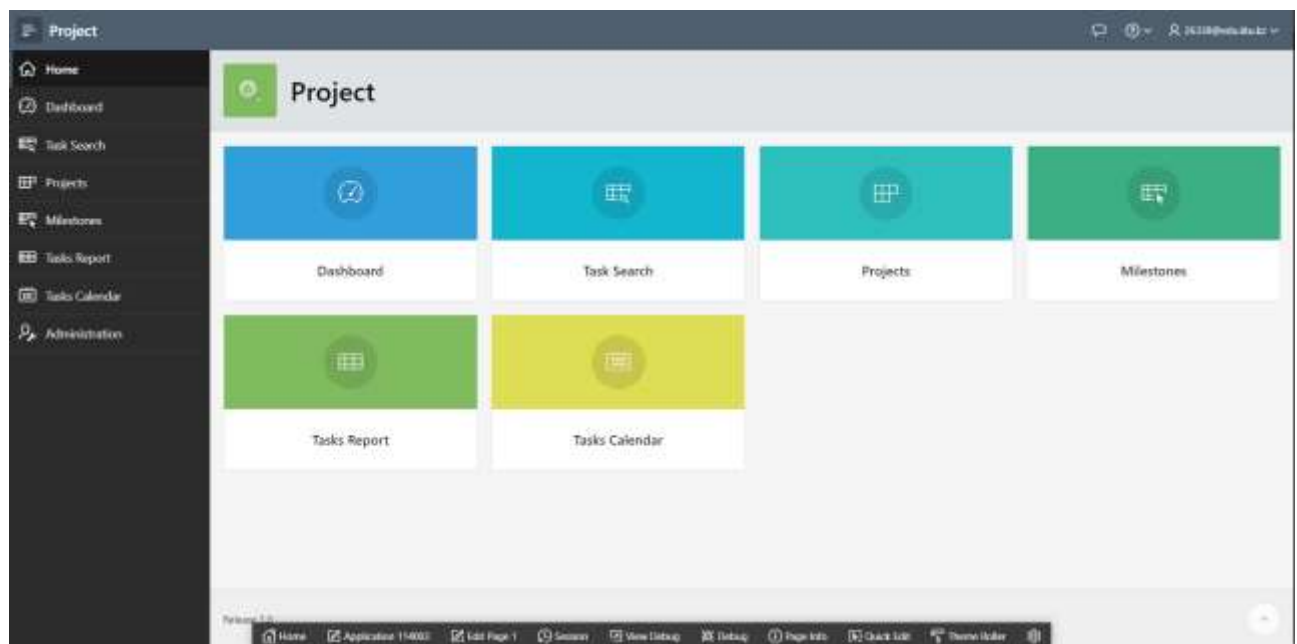 Project
Home
Dashboard
Task Search
Projects
Milestones
Tasks Report
Tasks Calendar
Administration
Project
Dashboard
Task Search
Projects
Milestones
Tasks Report
Tasks Calendar
Release
Home
Application
Edit Page 1
Session
View Debug
Debug
Page Info
Quick Edit
Theme Roller